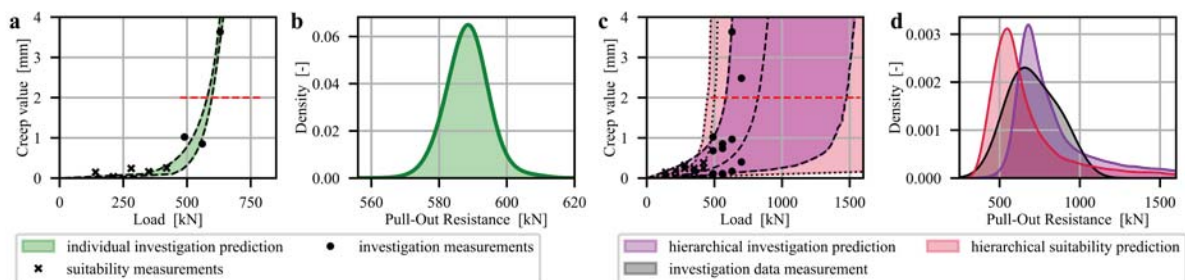 a
Creep value [mm]
4
3
2
1
0
0
250
500
750
Load [kN]
b
Density [-]
0.06
0.04
0.02
0.00
560
580
600
620
Pull-Out Resistance [kN]
c
Creep value [mm]
4
3
2
1
0
0
500
1000
1500
Load [kN]
d
Density [-]
0.003
0.002
0.001
0.000
500
1000
1500
Pull-Out Resistance [kN]
individual investigation prediction
investigation measurements
suitability measurements
hierarchical investigation prediction
hierarchical suitability prediction
investigation data measurement